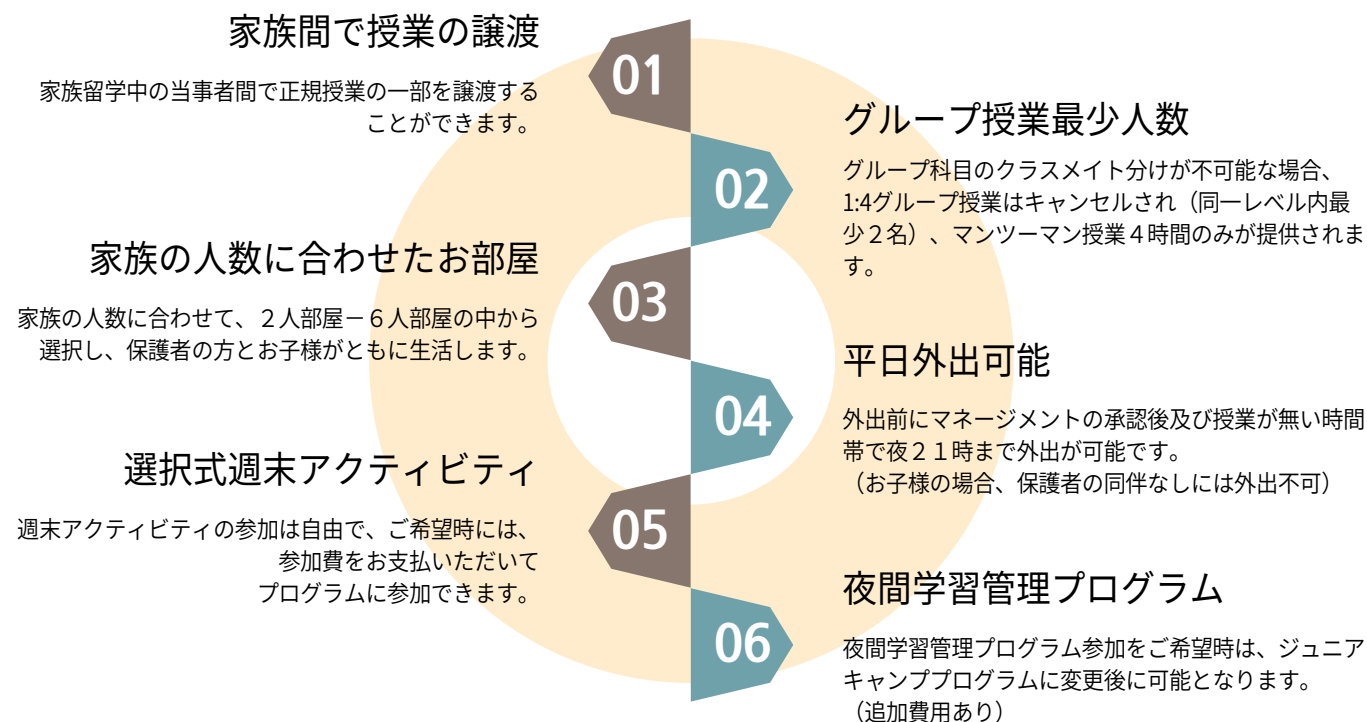 家族間で授業の譲渡
家族留学中の当事者間で正規授業の一部を譲渡する
ことができます。
01
グループ授業最少人数
グループ科目のクラスメイト分けが不可能な場合、
1:4グループ授業はキャンセルされ（同一レベル内最
少２名）、マンツーマン授業４時間のみが提供されま
す。
02
家族の人数に合わせたお部屋
家族の人数に合わせて、２人部屋－６人部屋の中から
選択し、保護者の方とお子様がともに生活します。
03
平日外出可能
外出前にマネージメントの承認後及び授業が無い時間
帯で夜２１時まで外出が可能です。
（お子様の場合、保護者の同伴なしには外出不可）
04
選択式週末アクティビティ
週末アクティビティの参加は自由で、ご希望時には、
参加費をお支払いただいて
プログラムに参加できます。
05
夜間学習管理プログラム
夜間学習管理プログラム参加をご希望時は、ジュニア
キャンププログラムに変更後に可能となります。
（追加費用あり）
06